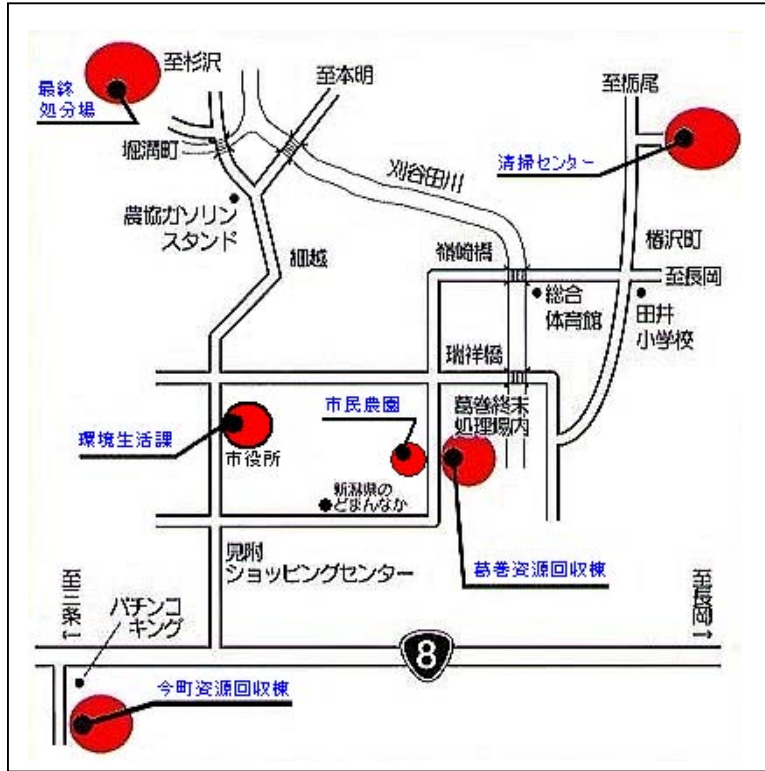 至杉沢
至本明
至栃尾
最終
処分場
堀溝町
刈谷田川
清掃センター
農協ガソリン
スタンド
細越
嶺崎橋
椿沢町
至長岡
総合
体育館
田井
小学校
瑞祥橋
市民農園
葛巻終末
処理場内
環境生活課
市役所
新潟県の
どまんなか
見附
ショッピングセンター
葛巻資源回収棟
至三条
パチンコ
キング
至長岡
8
今町資源回収棟